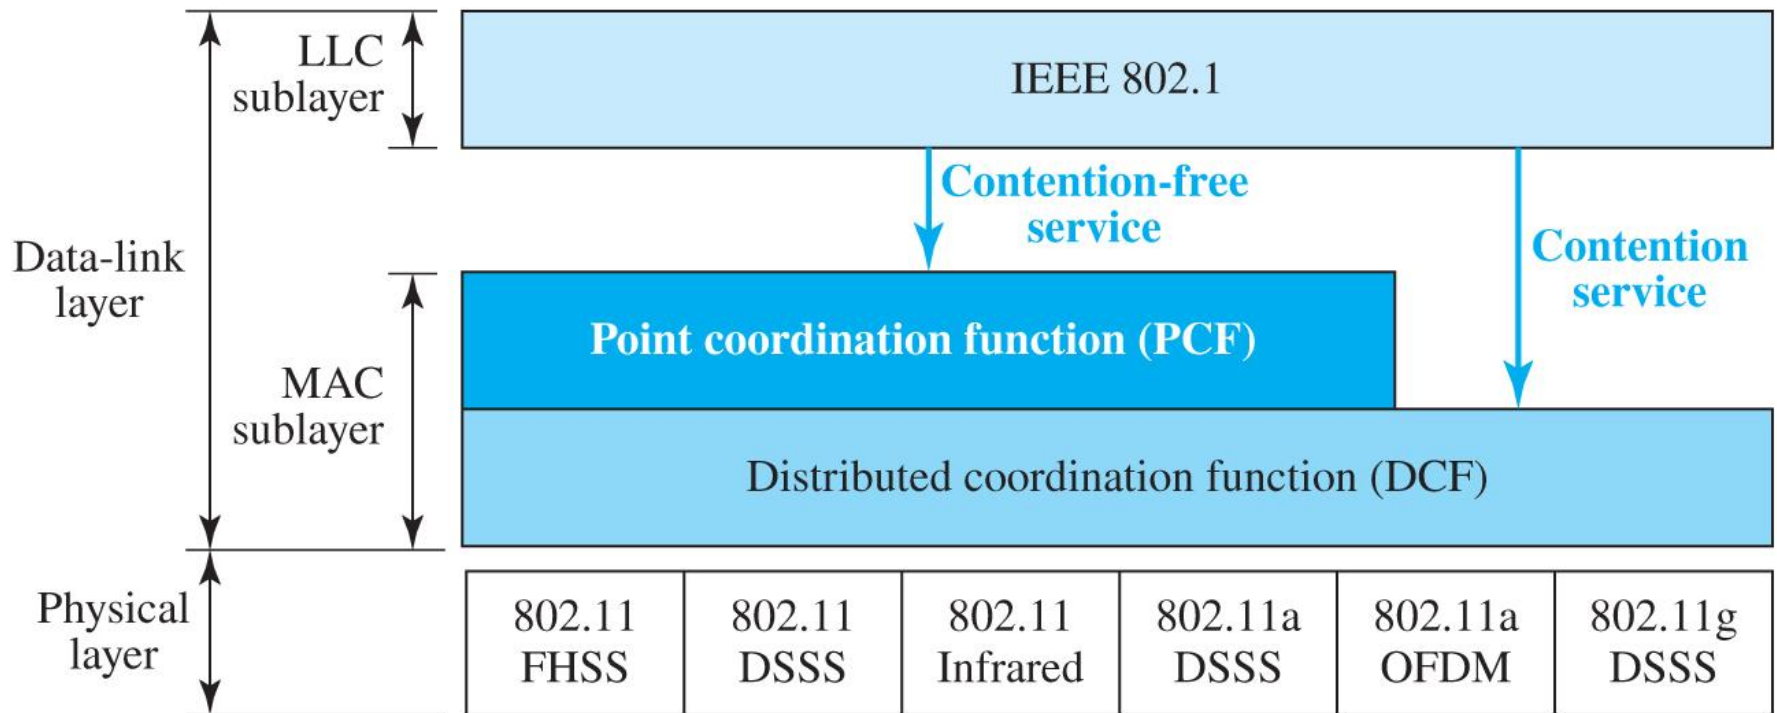 LLC
sublayer
IEEE 802.1
Contention-free
service
Contention
service
Data-link
layer
Point coordination function (PCF)
MAC
sublayer
Distributed coordination function (DCF)
Physical
layer
802.11
FHSS
802.11
DSSS
802.11
Infrared
802.11a
DSSS
802.11a
OFDM
802.11g
DSSS